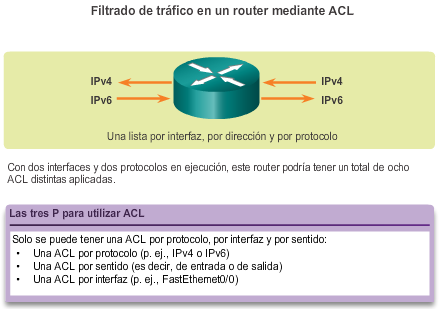 Filtrado de tráfico en un router mediante ACL
IPv4 IPv4
IPv6 IPv6
Una lista por interfaz, por dirección y por protocolo
Con dos interfaces y dos protocolos en ejecución, este router podría tener un total de ocho
ACL distintas aplicadas.
Las tres P para utilizar ACL
Solo se puede tener una ACL por protocolo, por interfaz y por sentido:
• Una ACL por protocolo (p. ej., IPv4 o IPv6)
• Una ACL por sentido (es decir, de entrada o de salida)
• Una ACL por interfaz (p. ej., FastEthernet0/0)